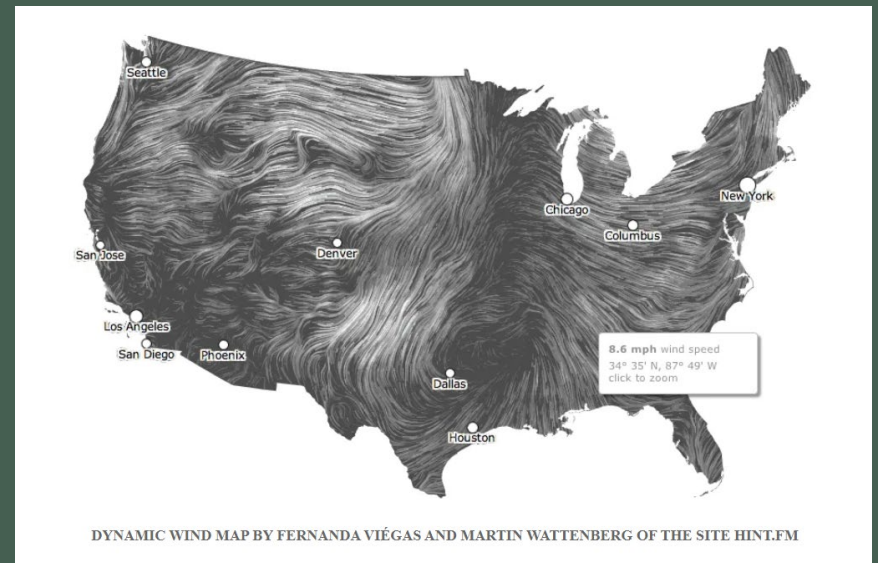 Seattle
New York
Chicago
Columbus
San Jose
Denver
Los Angeles
San Diego
Phoenix
8.6 mph wind speed
34° 35' N, 87° 49' W
click to zoom
Dallas
Houston
DYNAMIC WIND MAP BY FERNANDA VIÉGAS AND MARTIN WATTENBERG OF THE SITE HINT.FM